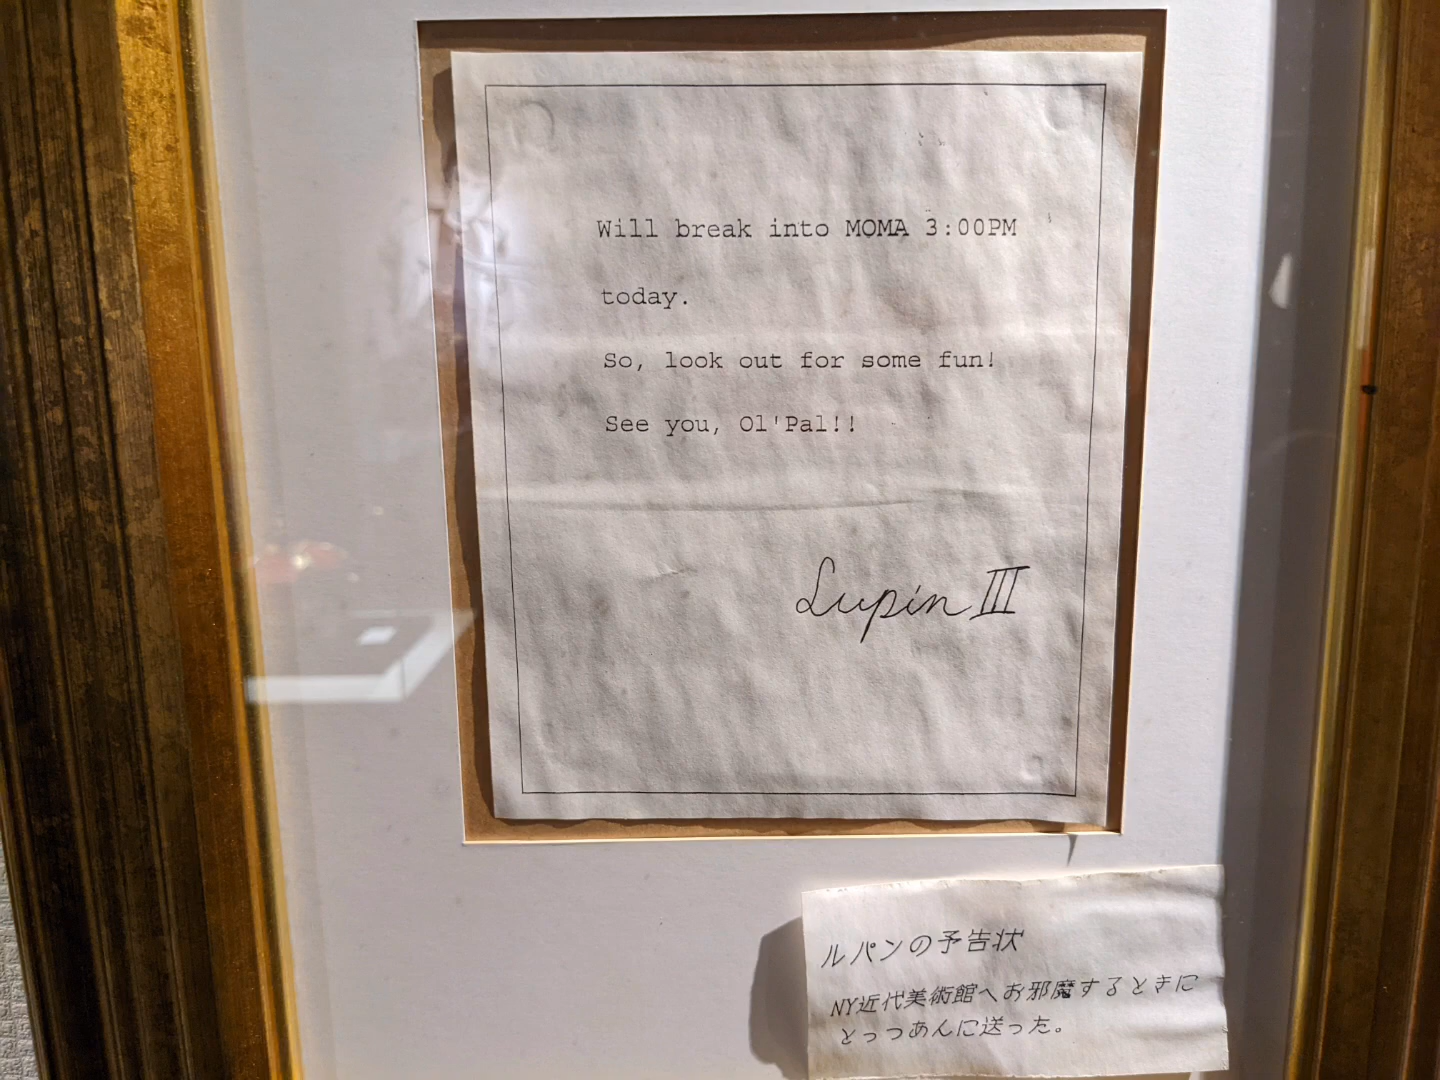 Will break into MOMA 3:00PM
today.
So, look out for some fun!
See you, Ol'Pal!!
Lupin III
ルパンの予告状
NY近代美術館へお邪魔するときに
とっつあんに送った。